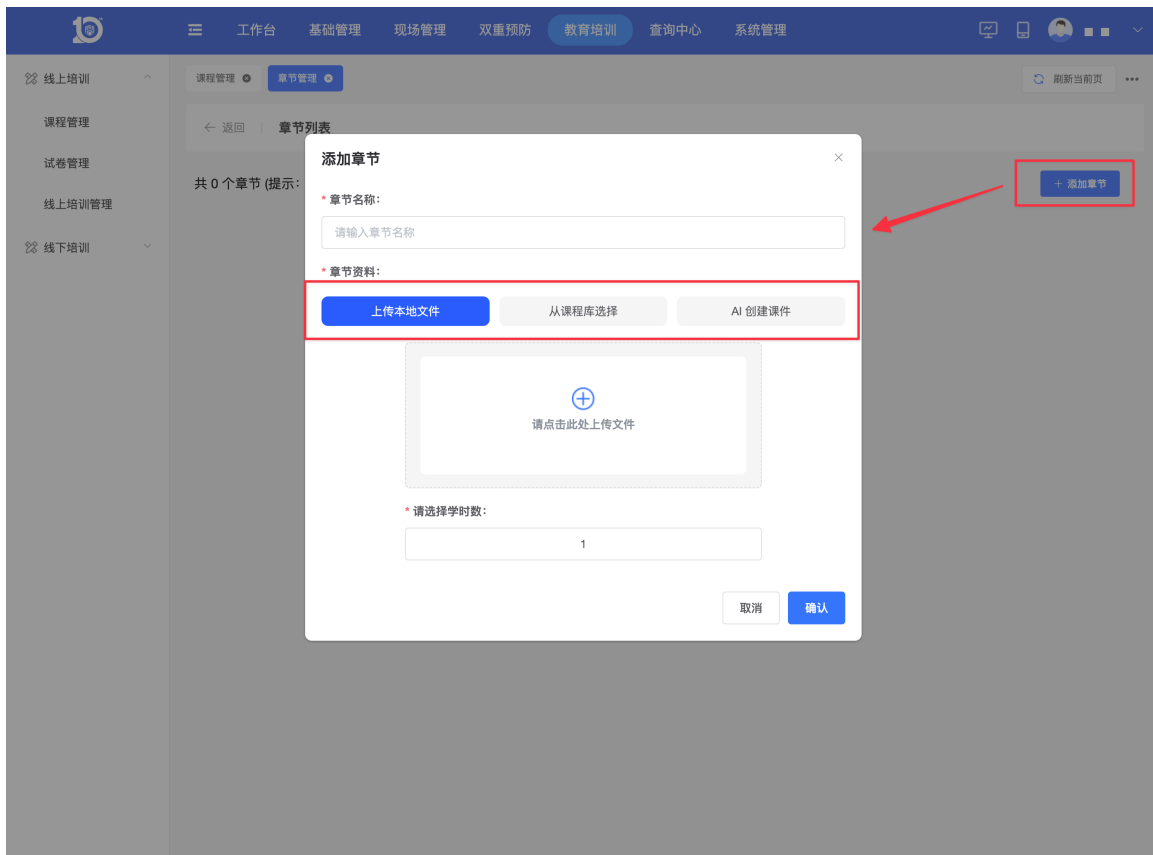 10
工作台 基础管理 现场管理 双重预防 教育培训 查询中心 系统管理
线上培训
课程管理 章节管理
刷新当前页
课程管理
← 返回 章节列表
试卷管理
线上培训管理
线下培训
共 0 个章节 (提示:
+ 添加章节
添加章节
* 章节名称:
请输入章节名称
* 章节资料:
上传本地文件 从课程库选择 AI 创建课件
请点击此处上传文件
* 请选择学时数:
1
取消 确认